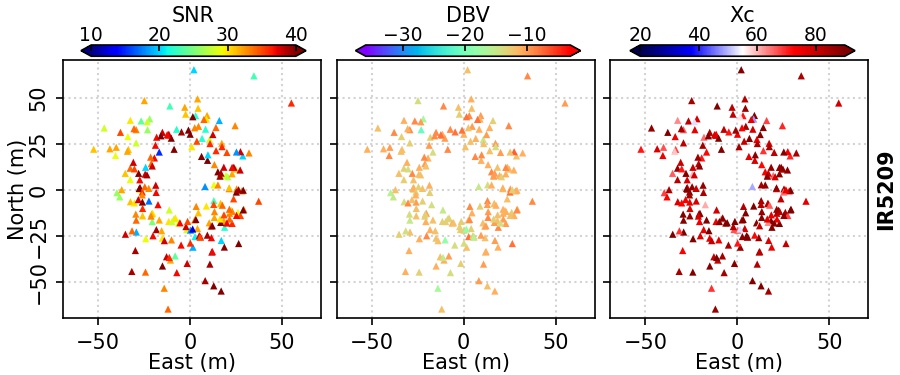 SNR DBV Xc
10 20 30 40 −30 −20 −10 20 40 60 80
50
25
0
−25
−50
North (m)
−50 0 50 −50 0 50 −50 0 50
East (m) East (m) East (m)
IR5209